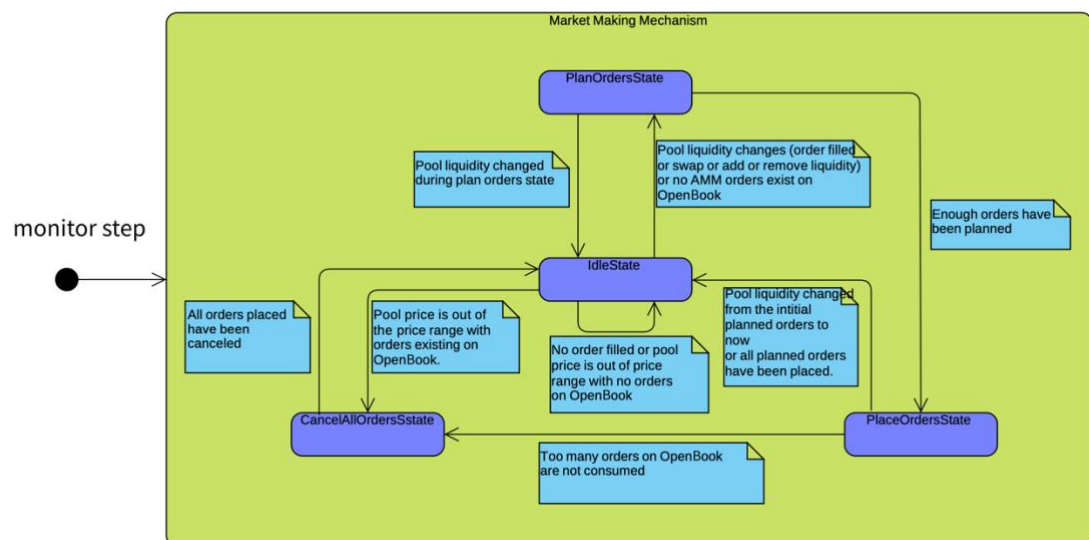 Market Making Mechanism
PlanOrdersState
Pool liquidity changed
during plan orders state
Pool liquidity changes (order filled
or swap or add or remove liquidity)
or no AMM orders exist on
OpenBook
Enough orders have
been planned
monitor step
IdleState
All orders placed
have been
canceled
Pool price is out of
the price range with
orders existing on
OpenBook.
No order filled or pool
price is out of price
range with no orders
on OpenBook
Pool liquidity changed
from the intitial
planned orders to
now
or all planned orders
have been placed.
CancelAllOrdersSstate
PlaceOrdersState
Too many orders on OpenBook
are not consumed